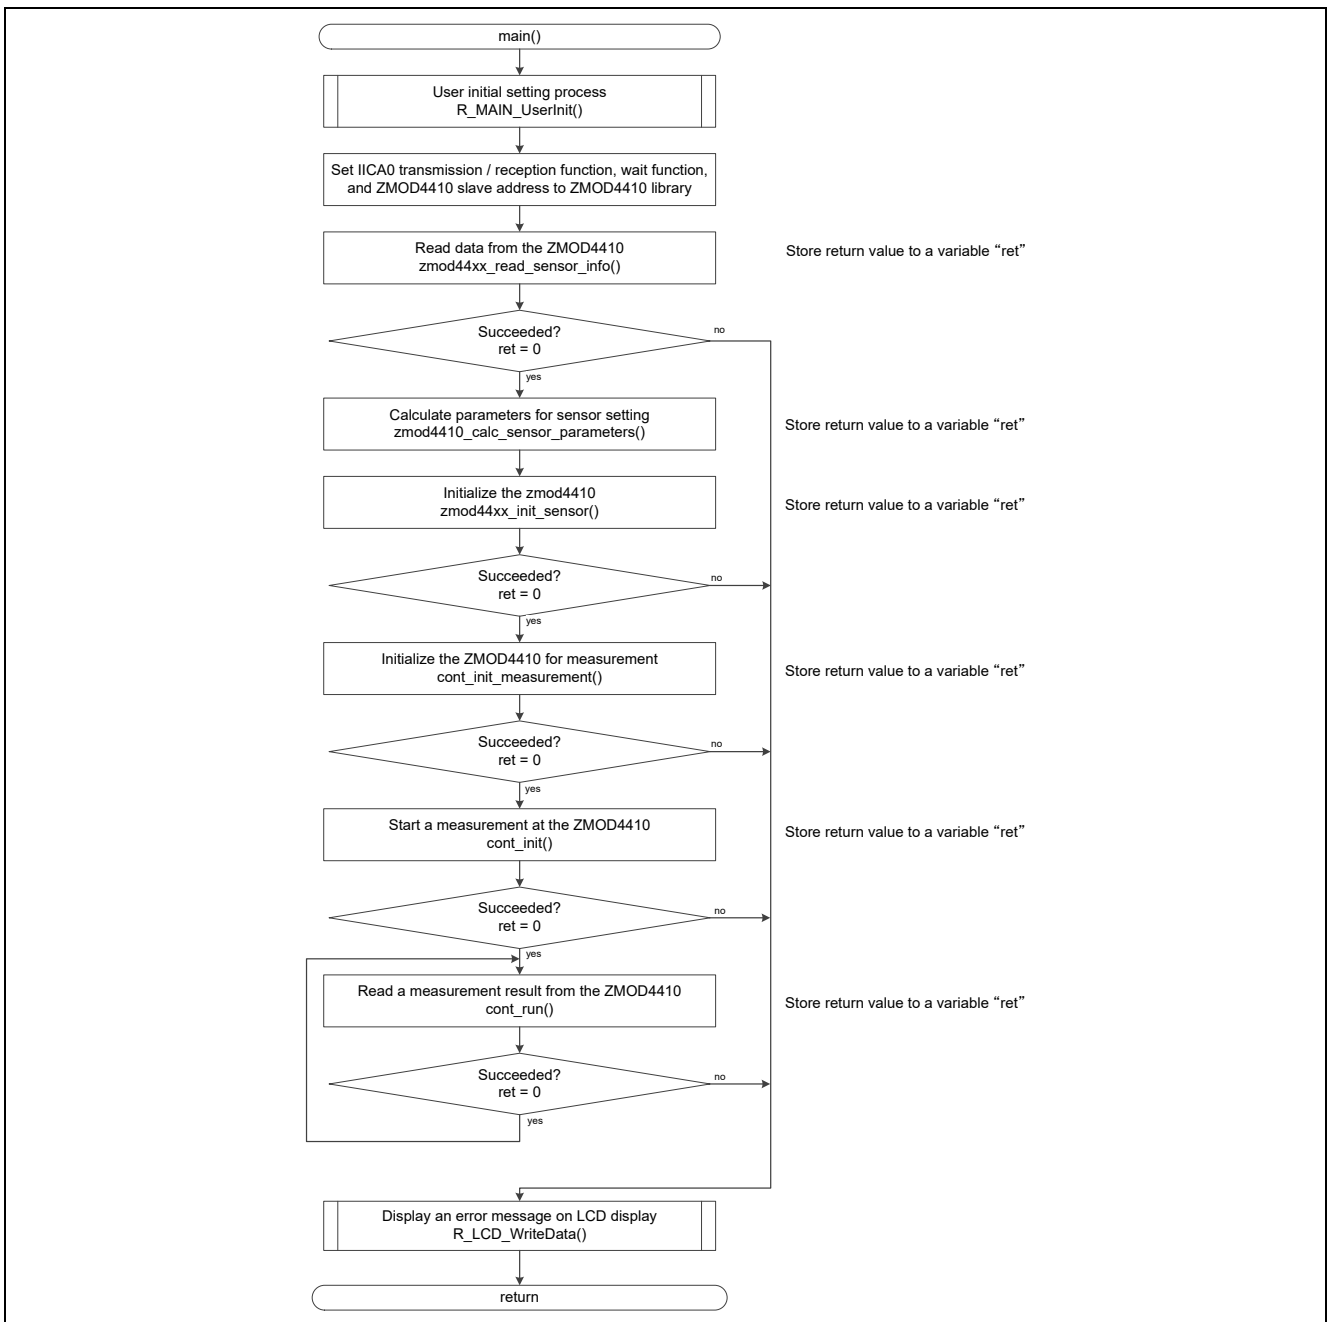 main()
User initial setting process
R_MAIN_UserInit()
Set IICA0 transmission / reception function, wait function,
and ZMOD4410 slave address to ZMOD4410 library
Read data from the ZMOD4410
zmod44xx_read_sensor_info()
Store return value to a variable “ret”
Succeeded?
ret = 0
no
yes
Calculate parameters for sensor setting
zmod4410_calc_sensor_parameters()
Store return value to a variable “ret”
Initialize the zmod4410
zmod44xx_init_sensor()
Store return value to a variable “ret”
Succeeded?
ret = 0
no
yes
Initialize the ZMOD4410 for measurement
cont_init_measurement()
Store return value to a variable “ret”
Succeeded?
ret = 0
no
yes
Start a measurement at the ZMOD4410
cont_init()
Store return value to a variable “ret”
Succeeded?
ret = 0
no
yes
Read a measurement result from the ZMOD4410
cont_run()
Store return value to a variable “ret”
Succeeded?
ret = 0
no
yes
Display an error message on LCD display
R_LCD_WriteData()
return